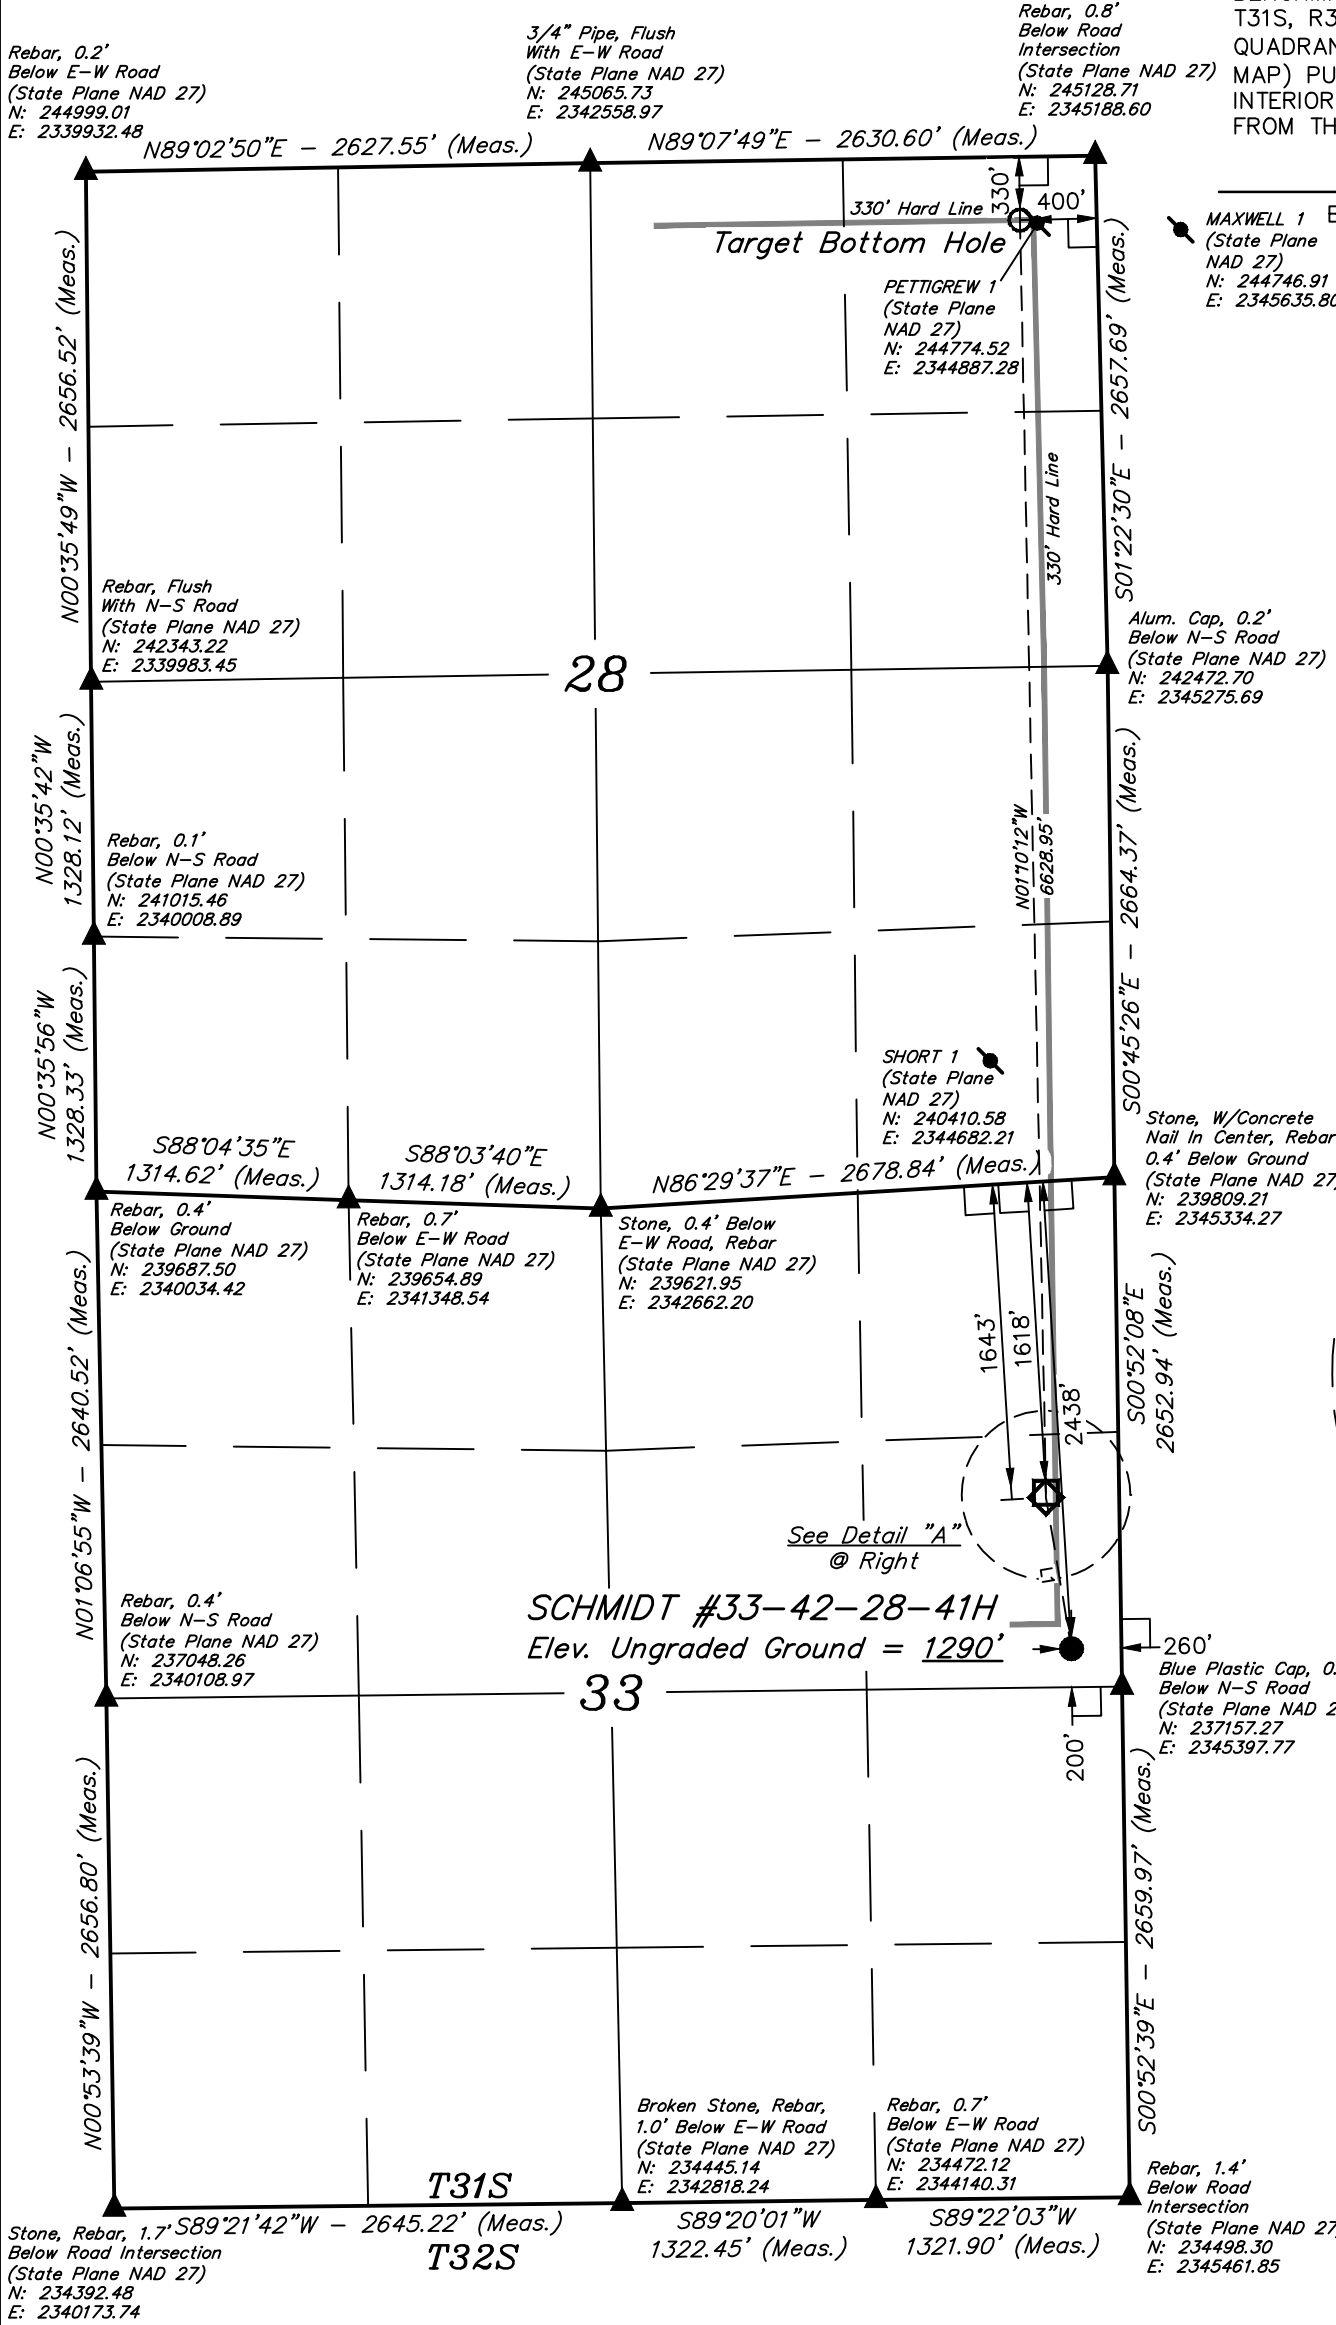 Rebar, 0.2'
Below E-W Road
(State Plane NAD 27)
N: 244999.01
E: 2339932.48
3/4" Pipe, Flush
With E-W Road
(State Plane NAD 27)
N: 245065.73
E: 2342558.97
Rebar, 0.8'
Below Road
Intersection
(State Plane NAD 27)
N: 245128.71
E: 2345188.60
T31S, R3
QUADRAN
MAP) PU
INTERIOR
FROM TH
N89°02'50"E - 2627.55' (Meas.)
N89°07'49"E - 2630.60' (Meas.)
330'
400'
330' Hard Line
Target Bottom Hole
MAXWELL 1
(State Plane
NAD 27)
N: 244746.91
E: 2345635.80
PETTIGREW 1
(State Plane
NAD 27)
N: 244774.52
E: 2344887.28
N00°35'49"W - 2656.52' (Meas.)
S01°22'30"E - 2657.69' (Meas.)
330' Hard Line
Rebar, Flush
With N-S Road
(State Plane NAD 27)
N: 242343.22
E: 2339983.45
28
Alum. Cap, 0.2'
Below N-S Road
(State Plane NAD 27)
N: 242472.70
E: 2345275.69
N00°35'42"W
1328.12' (Meas.)
N01°10'12"W
6628.95'
S00°45'26"E - 2664.37' (Meas.)
Rebar, 0.1'
Below N-S Road
(State Plane NAD 27)
N: 241015.46
E: 2340008.89
N00°35'56"W
1328.33' (Meas.)
SHORT 1
(State Plane
NAD 27)
N: 240410.58
E: 2344682.21
S88°04'35"E
1314.62' (Meas.)
S88°03'40"E
1314.18' (Meas.)
N86°29'37"E - 2678.84' (Meas.)
Stone, W/Concrete
Nail In Center, Rebar
0.4' Below Ground
(State Plane NAD 27)
N: 239809.21
E: 2345334.27
Rebar, 0.4'
Below Ground
(State Plane NAD 27)
N: 239687.50
E: 2340034.42
Rebar, 0.7'
Below E-W Road
(State Plane NAD 27)
N: 239654.89
E: 2341348.54
Stone, 0.4' Below
E-W Road, Rebar
(State Plane NAD 27)
N: 239621.95
E: 2342662.20
N01°06'55"W - 2640.52' (Meas.)
1643'
1618'
2438'
S00°52'08"E
2652.94' (Meas.)
See Detail "A"
@ Right
L1
SCHMIDT #33-42-28-41H
Elev. Ungraded Ground = 1290'
260'
Rebar, 0.4'
Below N-S Road
(State Plane NAD 27)
N: 237048.26
E: 2340108.97
33
Blue Plastic Cap, 0.
Below N-S Road
(State Plane NAD 2
N: 237157.27
E: 2345397.77
200'
N00°53'39"W - 2656.80' (Meas.)
S00°52'39"E - 2659.97' (Meas.)
Broken Stone, Rebar,
1.0' Below E-W Road
(State Plane NAD 27)
N: 234445.14
E: 2342818.24
Rebar, 0.7'
Below E-W Road
(State Plane NAD 27)
N: 234472.12
E: 2344140.31
Rebar, 1.4'
Below Road
Intersection
(State Plane NAD 27)
N: 234498.30
E: 2345461.85
T31S
T32S
S89°21'42"W - 2645.22' (Meas.)
S89°20'01"W
1322.45' (Meas.)
S89°22'03"W
1321.90' (Meas.)
Stone, Rebar, 1.7'
Below Road Intersection
(State Plane NAD 27)
N: 234392.48
E: 2340173.74